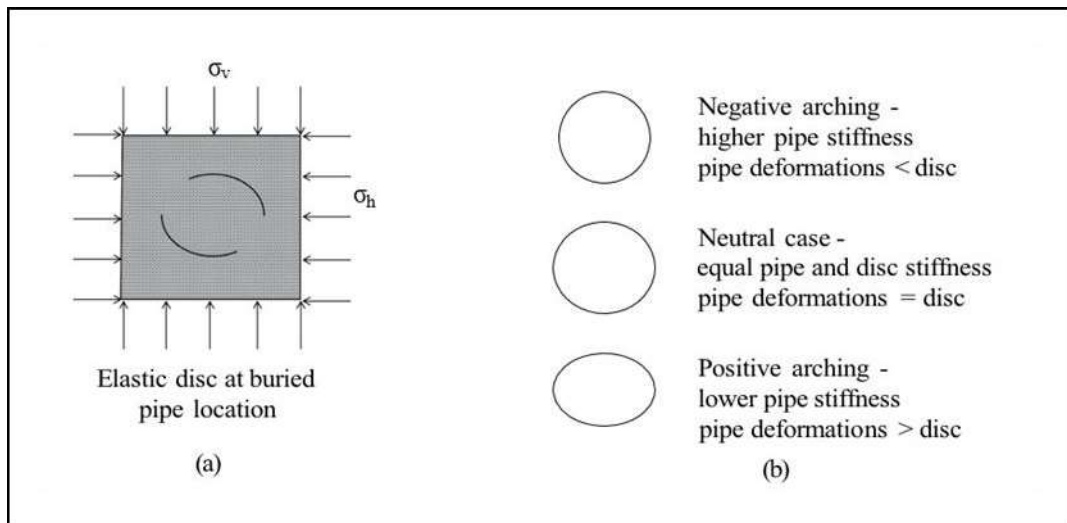 σv
σh
Elastic disc at buried
pipe location
(a)
Negative arching -
higher pipe stiffness
pipe deformations < disc
Neutral case -
equal pipe and disc stiffness
pipe deformations = disc
Positive arching -
lower pipe stiffness
pipe deformations > disc
(b)